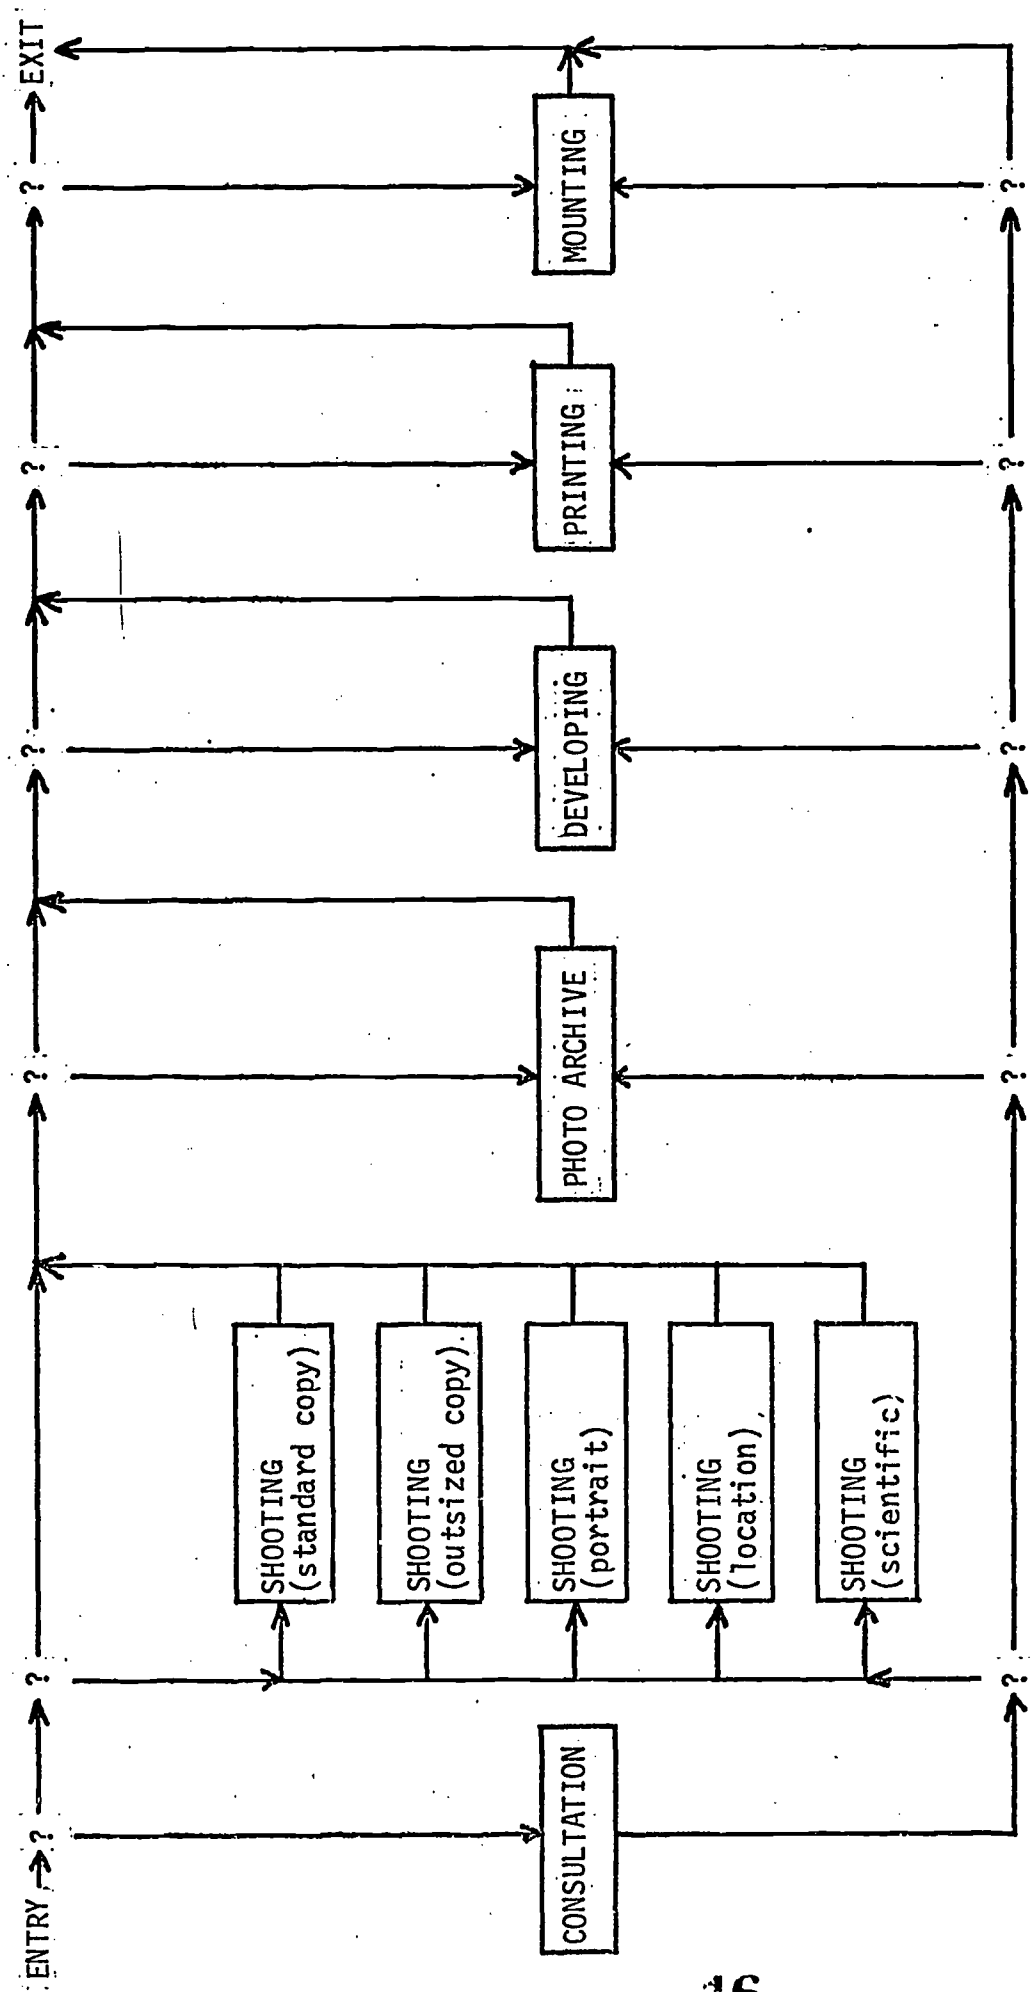 ENTRY
?
?
?
?
?
?
EXIT
CONSULTATION
SHOOTING
(standard copy)
SHOOTING
(outsized copy)
SHOOTING
(portrait)
SHOOTING
(location)
SHOOTING
(scientific)
PHOTO ARCHIVE
DEVELOPING
PRINTING
MOUNTING
?
?
?
?
?